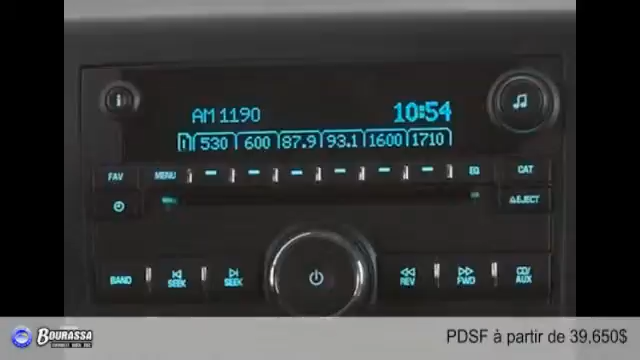 AM 1190 10:54
530 600 87.9 93.1 1600 1710
FAV MENU EQ CAT
EJECT
BAND SEEK SEEK REV FWD CD/
AUX
BOURASSA
PDSF à partir de 39,650$